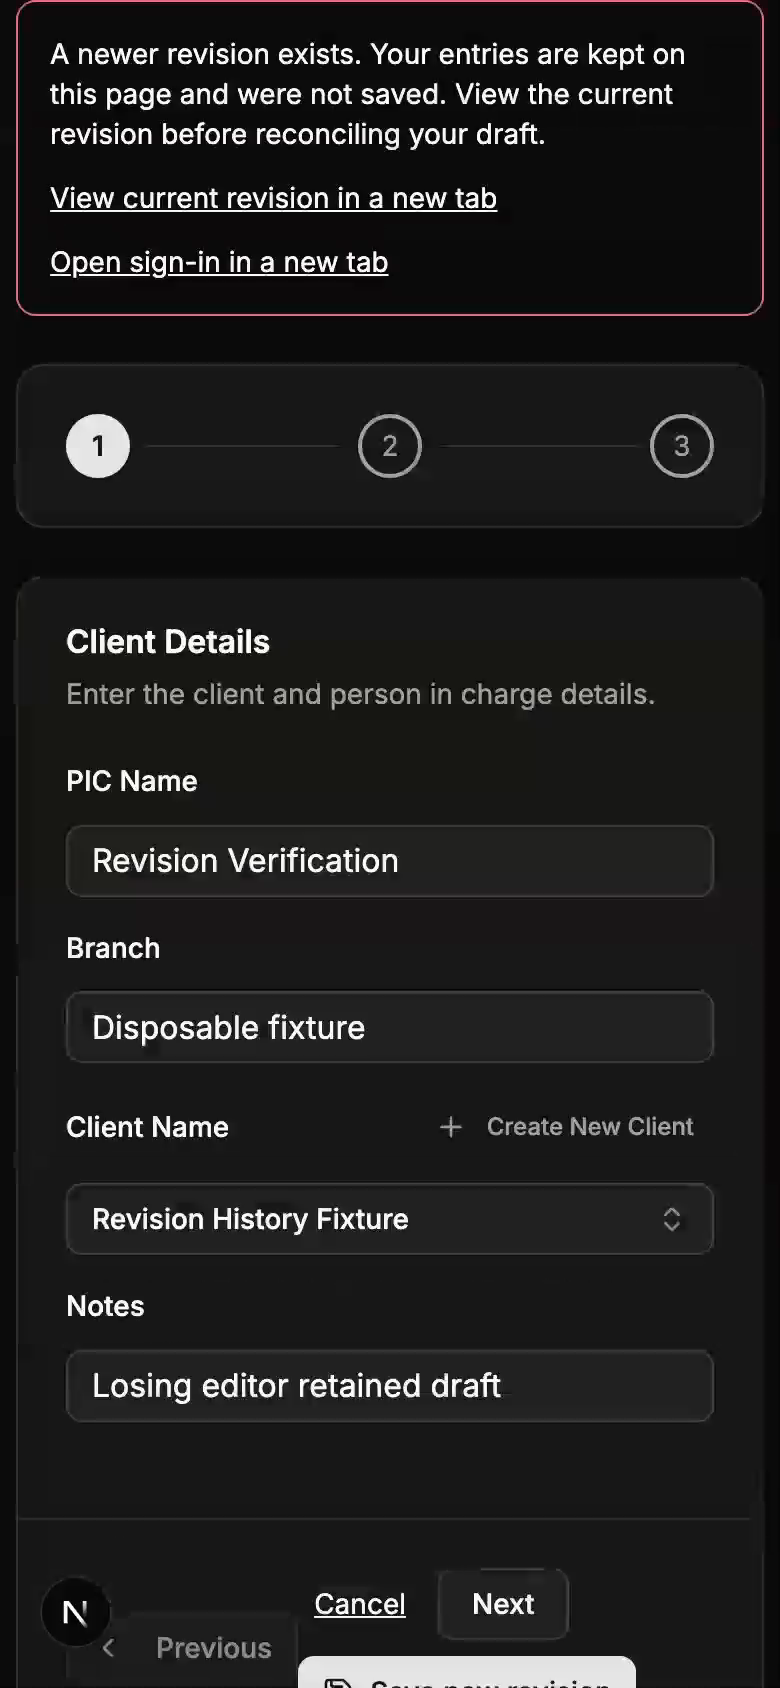 A newer revision exists. Your entries are kept on
this page and were not saved. View the current
revision before reconciling your draft.
View current revision in a new tab
Open sign-in in a new tab
1 2 3
Client Details
Enter the client and person in charge details.
PIC Name
Revision Verification
Branch
Disposable fixture
Client Name + Create New Client
Revision History Fixture
Notes
Losing editor retained draft
Cancel Next
N
Previous
Save new revision